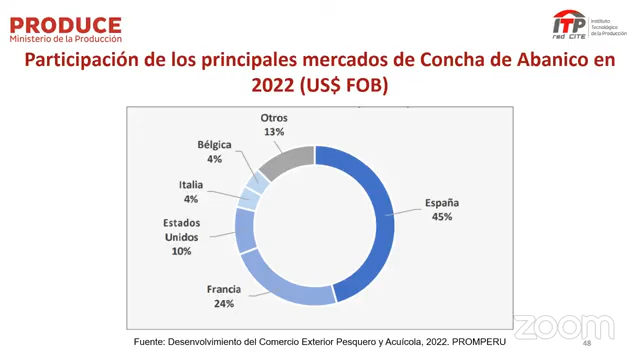 PRODUCE
Ministerio de la Producción
ITP
red CITE
Instituto
Tecnológico
de la Producción
Participación de los principales mercados de Concha de Abanico en
2022 (US$ FOB)
Otros
13%
Bélgica
4%
Italia
4%
Estados
Unidos
10%
Francia
24%
España
45%
zoom
Fuente: Desenvolvimiento del Comercio Exterior Pesquero y Acuícola, 2022. PROMPERU
48